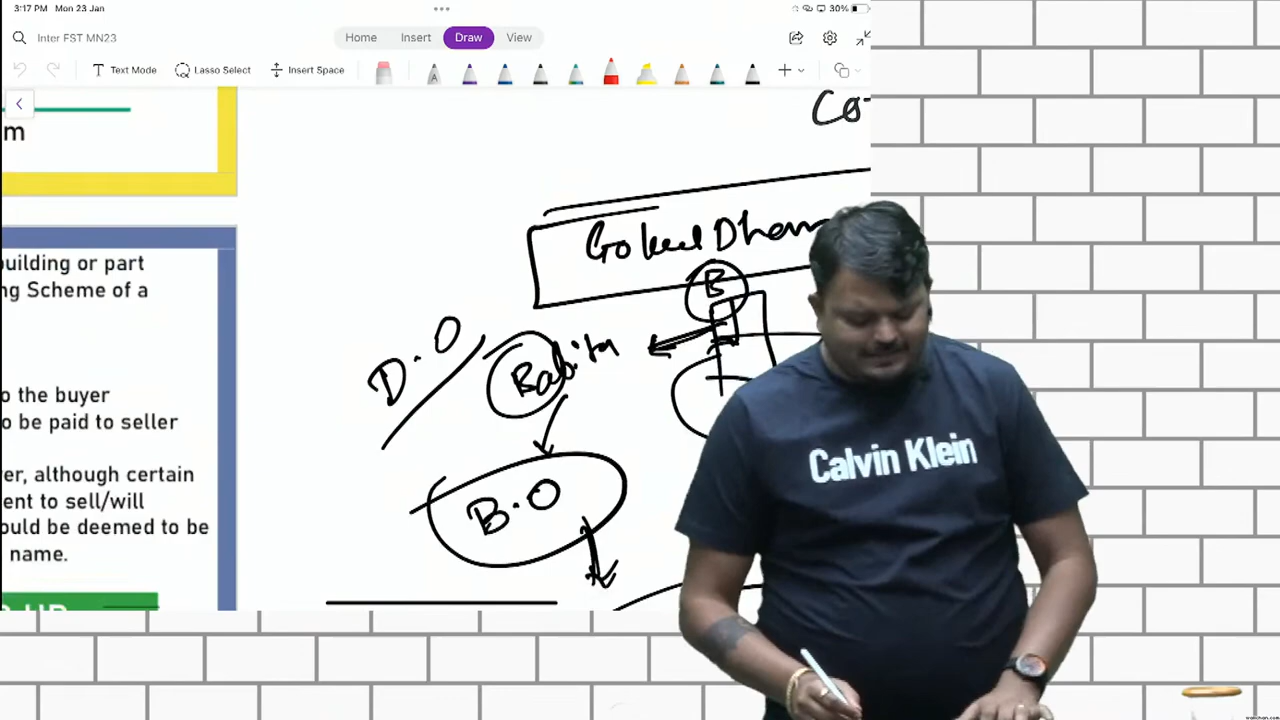 3:17 PM Mon 23 Jan
30%
Inter FST MN23
Home Insert Draw View
Text Mode Lasso Select Insert Space
m
Co
Gokul Dham
B
D.O
Babita
B.O
building or part
ng Scheme of a
o the buyer
o be paid to seller
er, although certain
ent to sell/will
ould be deemed to be
name.
Calvin Klein